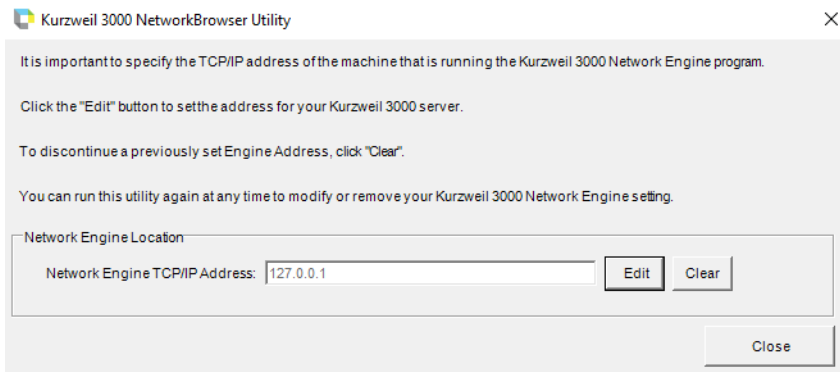 Kurzweil 3000 NetworkBrowser Utility
It is important to specify the TCP/IP address of the machine that is running the Kurzweil 3000 Network Engine program.
Click the "Edit" button to setthe address for your Kurzweil 3000 server.
To discontinue a previously set Engine Address, click "Clear".
You can run this utility again at any time to modify or remove your Kurzweil 3000 Network Engine setting.
Network Engine Location
Network Engine TCP/IP Address: 127.0.0.1 Edit Clear
Close